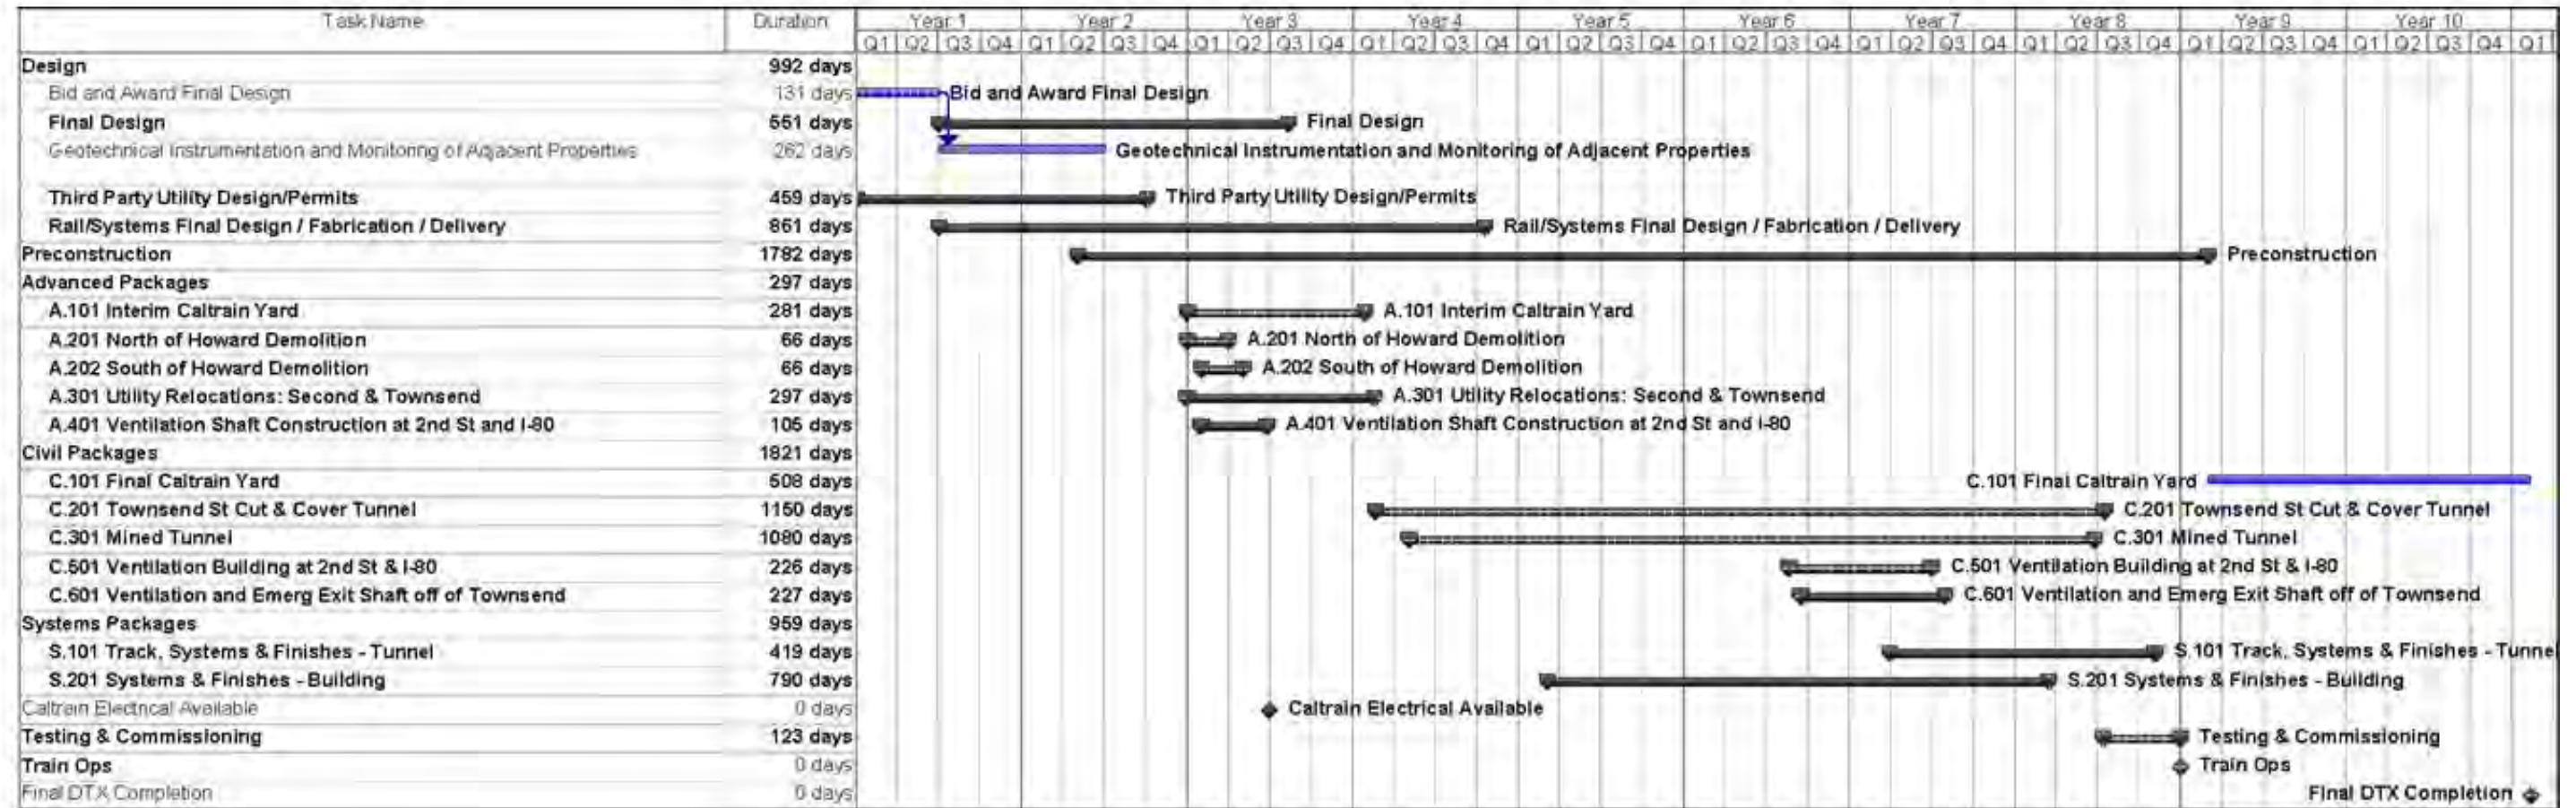 Task Name Duration Year 1 Year 2 Year 3 Year 4 Year 5 Year 6 Year 7 Year 8 Year 9 Year 10
Q1 Q2 Q3 Q4 Q1 Q2 Q3 Q4 Q1 Q2 Q3 Q4 Q1 Q2 Q3 Q4 Q1 Q2 Q3 Q4 Q1 Q2 Q3 Q4 Q1 Q2 Q3 Q4 Q1 Q2 Q3 Q4 Q1 Q2 Q3 Q4 Q1 Q2 Q3 Q4 Q1
Design 992 days
Bid and Award Final Design 131 days Bid and Award Final Design
Final Design 551 days Final Design
Geotechnical Instrumentation and Monitoring of Adjacent Properties 262 days Geotechnical Instrumentation and Monitoring of Adjacent Properties
Third Party Utility Design/Permits 459 days Third Party Utility Design/Permits
Rail/Systems Final Design / Fabrication / Delivery 861 days Rail/Systems Final Design / Fabrication / Delivery
Preconstruction 1782 days Preconstruction
Advanced Packages 297 days
A.101 Interim Caltrain Yard 281 days A.101 Interim Caltrain Yard
A.201 North of Howard Demolition 66 days A.201 North of Howard Demolition
A.202 South of Howard Demolition 66 days A.202 South of Howard Demolition
A.301 Utility Relocations: Second & Townsend 297 days A.301 Utility Relocations: Second & Townsend
A.401 Ventilation Shaft Construction at 2nd St and I-80 105 days A.401 Ventilation Shaft Construction at 2nd St and I-80
Civil Packages 1821 days
C.101 Final Caltrain Yard 508 days C.101 Final Caltrain Yard
C.201 Townsend St Cut & Cover Tunnel 1150 days C.201 Townsend St Cut & Cover Tunnel
C.301 Mined Tunnel 1080 days C.301 Mined Tunnel
C.501 Ventilation Building at 2nd St & I-80 226 days C.501 Ventilation Building at 2nd St & I-80
C.601 Ventilation and Emerg Exit Shaft off of Townsend 227 days C.601 Ventilation and Emerg Exit Shaft off of Townsend
Systems Packages 959 days
S.101 Track, Systems & Finishes - Tunnel 419 days S.101 Track, Systems & Finishes - Tunnel
S.201 Systems & Finishes - Building 790 days S.201 Systems & Finishes - Building
Caltrain Electrical Available 0 days Caltrain Electrical Available
Testing & Commissioning 123 days Testing & Commissioning
Train Ops 0 days Train Ops
Final DTX Completion 0 days Final DTX Completion